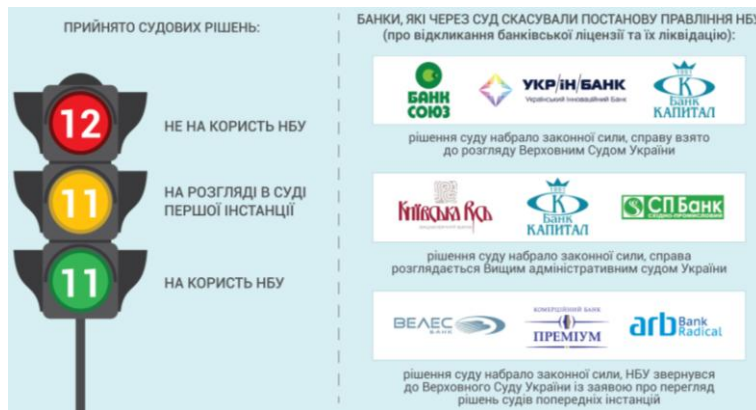 ПРИЙНЯТО СУДОВИХ РІШЕНЬ:
12
НЕ НА КОРИСТЬ НБУ
11
НА РОЗГЛЯДІ В СУДІ
ПЕРШОЇ ІНСТАНЦІЇ
11
НА КОРИСТЬ НБУ
БАНКИ, ЯКІ ЧЕРЕЗ СУД СКАСУВАЛИ ПОСТАНОВУ ПРАВЛІННЯ НБУ
(про відкликання банківської ліцензії та їх ліквідацію):
БАНК
СОЮЗ
УКР/ІН/БАНК
Український Інноваційний Банк
К
Банк
КАПИТАЛ
рішення суду набрало законної сили, справу взято
до розгляду Верховним Судом України
КИЇВСЬКА РУСЬ
К
Банк
КАПИТАЛ
СП Банк
СХІДНО-ПРОМИСЛОВИЙ
рішення суду набрало законної сили, справа
розглядається Вищим адміністративним судом України
ВЕЛЕС
БАНК
КОМЕРЦІЙНИЙ БАНК
ПРЕМІУМ
arb Bank
Radical
рішення суду набрало законної сили, НБУ звернувся
до Верховного Суду України із заявою про перегляд
рішень судів попередніх інстанцій